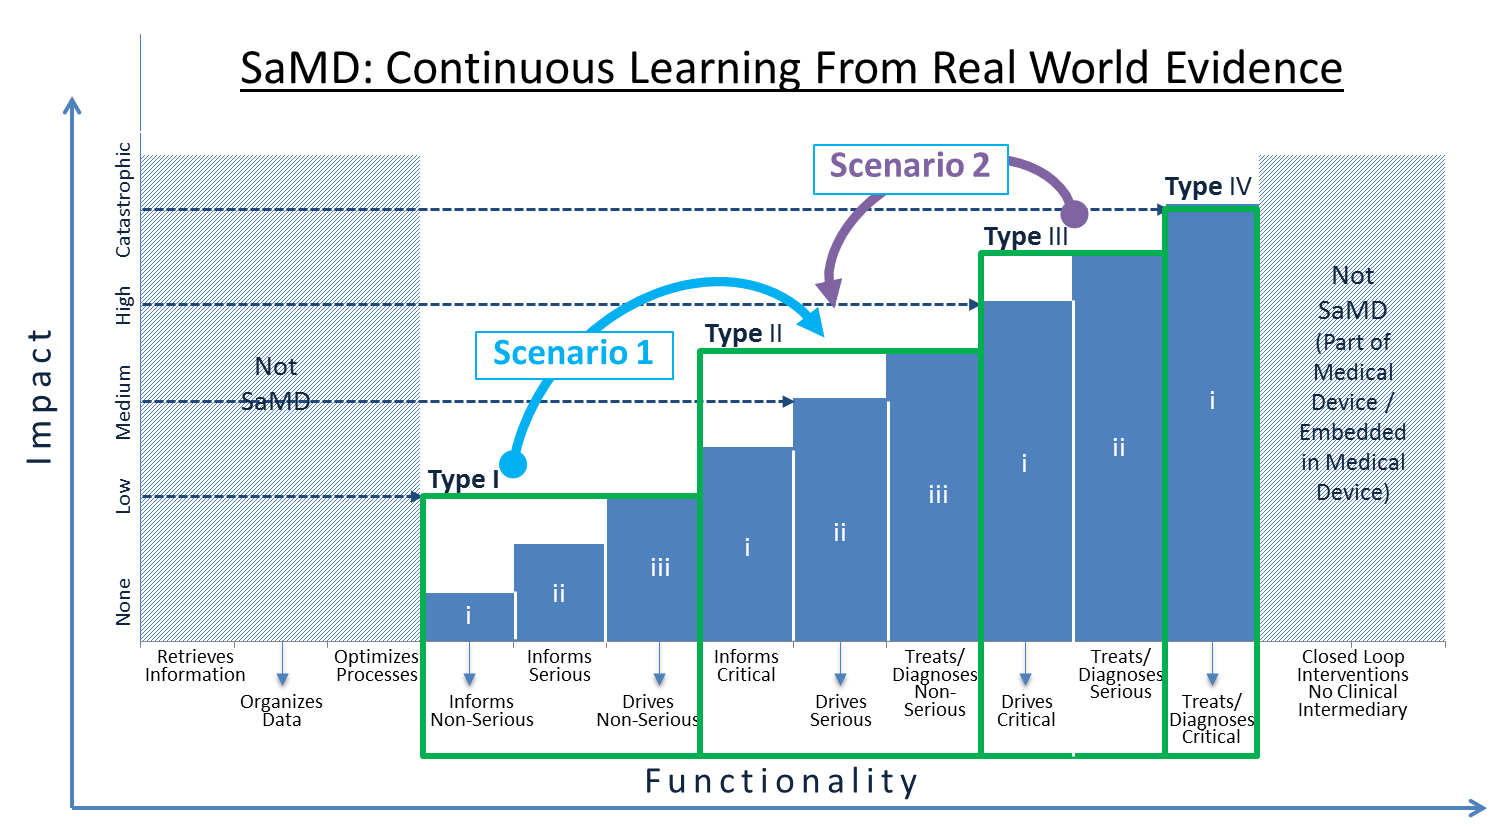 SaMD: Continuous Learning From Real World Evidence
Impact
Catastrophic
High
Medium
Low
None
Not
SaMD
Scenario 1
Scenario 2
Type I
Type II
Type III
Type IV
i
ii
iii
i
ii
iii
i
ii
i
Not
SaMD
(Part of
Medical
Device /
Embedded
in Medical
Device)
Retrieves
Information
Organizes
Data
Optimizes
Processes
Informs
Non-Serious
Informs
Serious
Drives
Non-Serious
Informs
Critical
Drives
Serious
Treats/
Diagnoses
Non-
Serious
Drives
Critical
Treats/
Diagnoses
Serious
Treats/
Diagnoses
Critical
Closed Loop
Interventions
No Clinical
Intermediary
Functionality